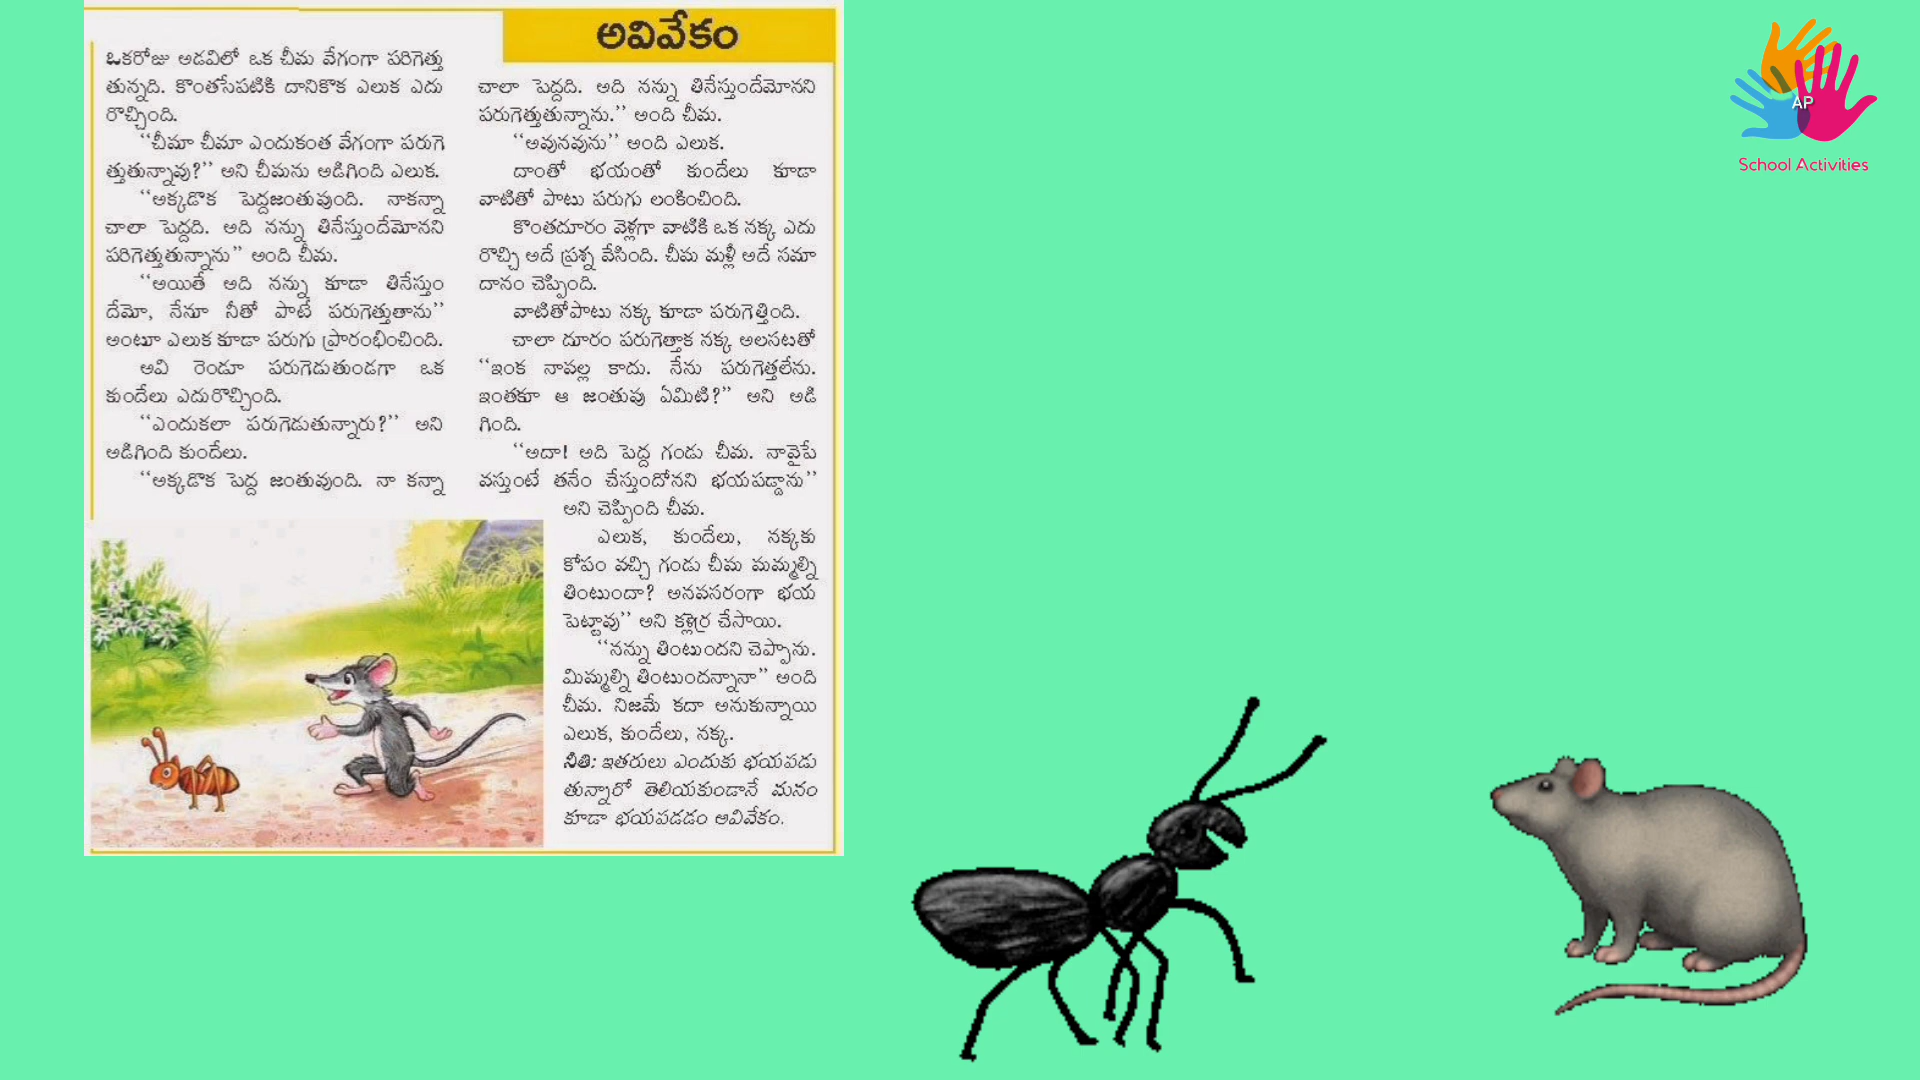 అవివేకం
ఒకరోజు అడవిలో ఒక చీమ వేగంగా పరిగెత్తు
తున్నది. కొంతసేపటికి దానికొక ఎలుక ఎదు
రొచ్చింది.
‘‘చీమా చీమా ఎందుకంత వేగంగా పరుగె
త్తుతున్నావు?’’ అని చీమను అడిగింది ఎలుక.
‘‘అక్కడొక పెద్దజంతువుంది. నాకన్నా
చాలా పెద్దది. అది నన్ను తినేస్తుందేమోనని
పరిగెత్తుతున్నాను’’ అంది చీమ.
‘‘అయితే అది నన్ను కూడా తినేస్తుం
దేమో, నేనూ నీతో పాటే పరుగెత్తుతాను’’
అంటూ ఎలుక కూడా పరుగు ప్రారంభించింది.
అవి రెండూ పరుగెడుతుండగా ఒక
కుందేలు ఎదురొచ్చింది.
‘‘ఎందుకలా పరుగెడుతున్నారు?’’ అని
అడిగింది కుందేలు.
‘‘అక్కడొక పెద్ద జంతువుంది. నా కన్నా
చాలా పెద్దది. అది నన్ను తినేస్తుందేమోనని
పరుగెత్తుతున్నాను.’’ అంది చీమ.
‘‘అవునవును’’ అంది ఎలుక.
దాంతో భయంతో కుందేలు కూడా
వాటితో పాటు పరుగు లంకించింది.
కొంతదూరం వెళ్లగా వాటికి ఒక నక్క ఎదు
రొచ్చి అదే ప్రశ్న వేసింది. చీమ మళ్లీ అదే సమా
దానం చెప్పింది.
వాటితోపాటు నక్క కూడా పరుగెత్తింది.
చాలా దూరం పరుగెత్తాక నక్క అలసటతో
‘‘ఇంక నావల్ల కాదు. నేను పరుగెత్తలేను.
ఇంతకూ ఆ జంతువు ఏమిటి?’’ అని అడి
గింది.
‘‘అదా! అది పెద్ద గండు చీమ. నావైపే
వస్తుంటే తనేం చేస్తుందోనని భయపడ్డాను’’
అని చెప్పింది చీమ.
ఎలుక, కుందేలు, నక్కకు
కోపం వచ్చి గండు చీమ మమ్మల్ని
తింటుందా? అనవసరంగా భయ
పెట్టావు’’ అని కళ్లెర్ర చేసాయి.
‘‘నన్ను తింటుందని చెప్పాను.
మిమ్మల్ని తింటుందన్నానా’’ అంది
చీమ. నిజమే కదా అనుకున్నాయి
ఎలుక, కుందేలు, నక్క.
నీతి: ఇతరులు ఎందుకు భయపడు
తున్నారో తెలియకుండానే మనం
కూడా భయపడడం అవివేకం.
AP
School Activities